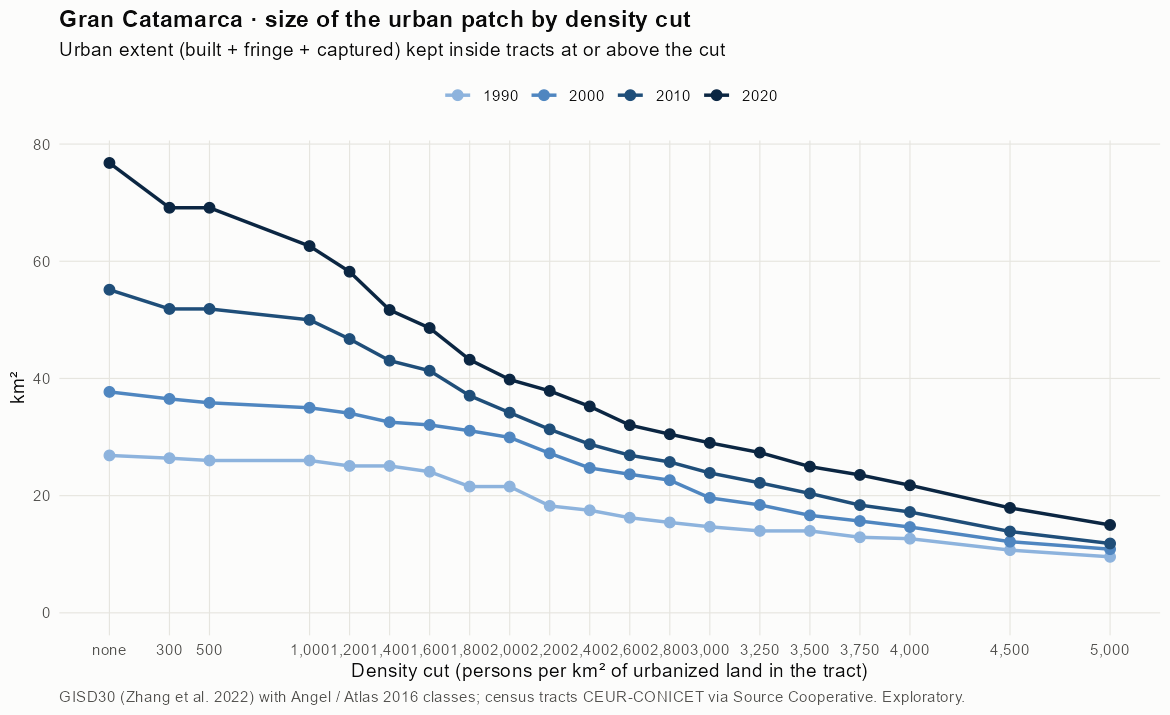 Gran Catamarca · size of the urban patch by density cut
Urban extent (built + fringe + captured) kept inside tracts at or above the cut
1990 2000 2010 2020
80
60
40
20
0
km²
none 300 500 1,000 1,200 1,400 1,600 1,800 2,000 2,200 2,400 2,600 2,800 3,000 3,250 3,500 3,750 4,000 4,500 5,000
Density cut (persons per km² of urbanized land in the tract)
GISD30 (Zhang et al. 2022) with Angel / Atlas 2016 classes; census tracts CEUR-CONICET via Source Cooperative. Exploratory.